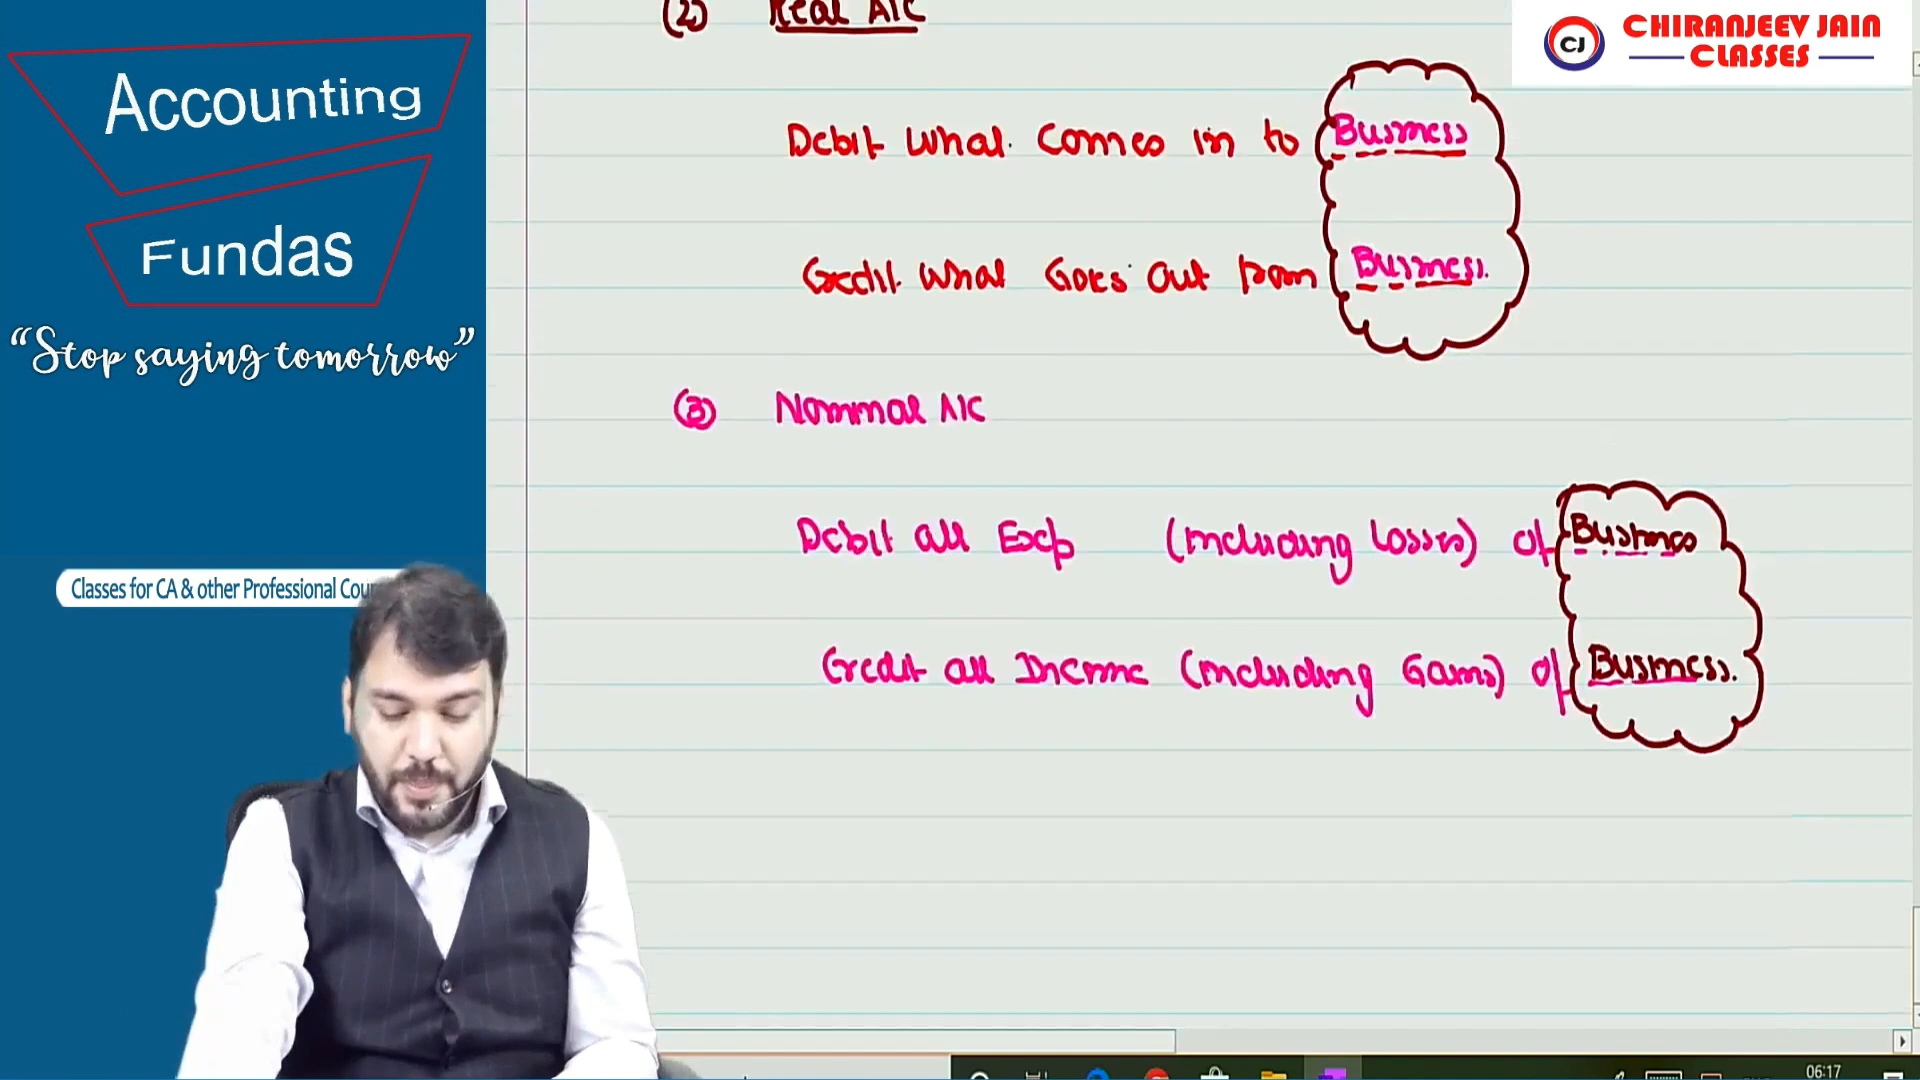 Accounting
Fundas
“Stop saying tomorrow”
Classes for CA & other Professional Cou
CJ
CHIRANJEEV JAIN
CLASSES
(2) Real A/C
Debit What Comes in to Business
Credit What Goes Out from Business.
(3) Nominal A/C
Debit all Exp (including Losses) of Business
Credit all Income (including Gains) of Business.
06:17